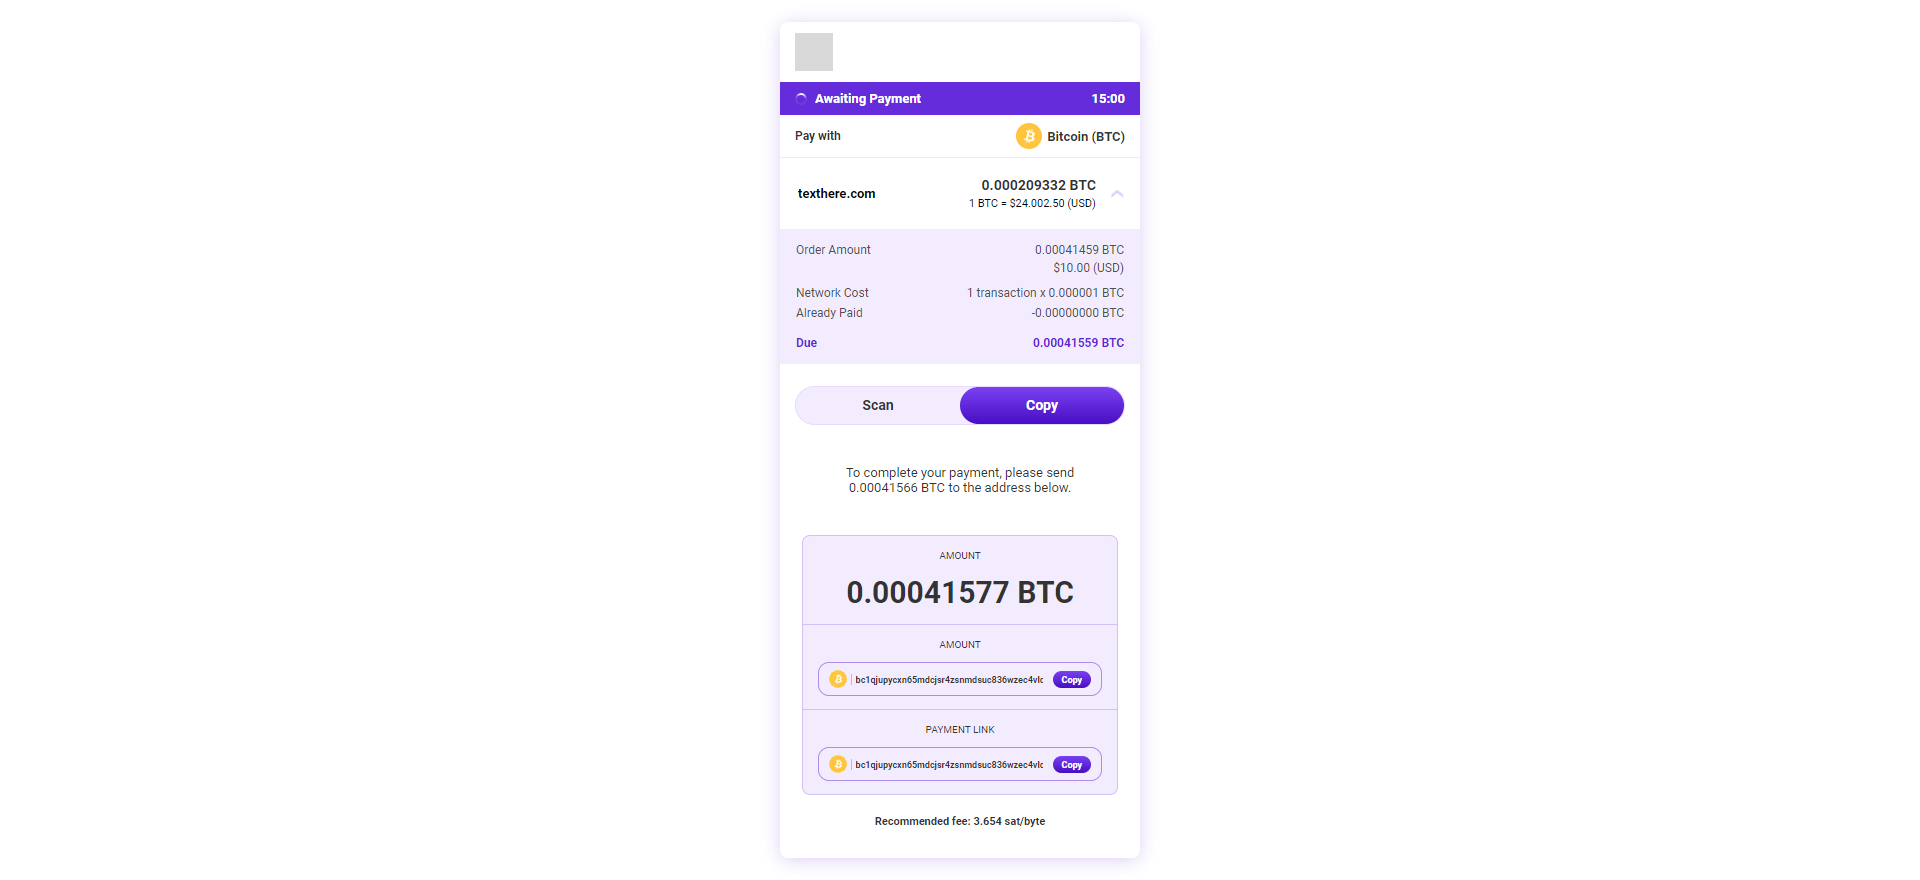 Awaiting Payment 15:00
Pay with Bitcoin (BTC)
texthere.com
0.000209332 BTC
1 BTC = $24.002.50 (USD)
Order Amount 0.00041459 BTC
$10.00 (USD)
Network Cost 1 transaction x 0.000001 BTC
Already Paid -0.00000000 BTC
Due 0.00041559 BTC
Scan Copy
To complete your payment, please send
0.00041566 BTC to the address below.
AMOUNT
0.00041577 BTC
AMOUNT
bc1qjupycxn65mdcjsr4zsnmdsuc836wzec4vlc Copy
PAYMENT LINK
bc1qjupycxn65mdcjsr4zsnmdsuc836wzec4vlc Copy
Recommended fee: 3.654 sat/byte